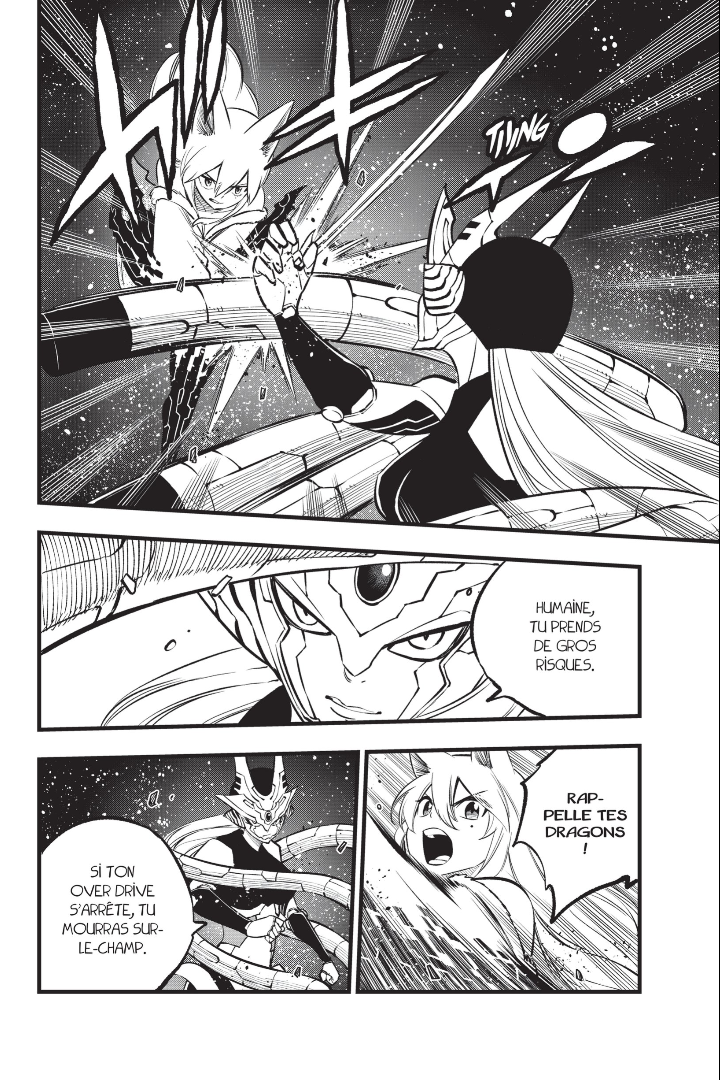 TIIING
HUMAINE,
TU PRENDS
DE GROS
RISQUES.
SI TON
OVER DRIVE
S'ARRÊTE, TU
MOURRAS SUR-
LE-CHAMP.
RAP-
PELLE TES
DRAGONS
!